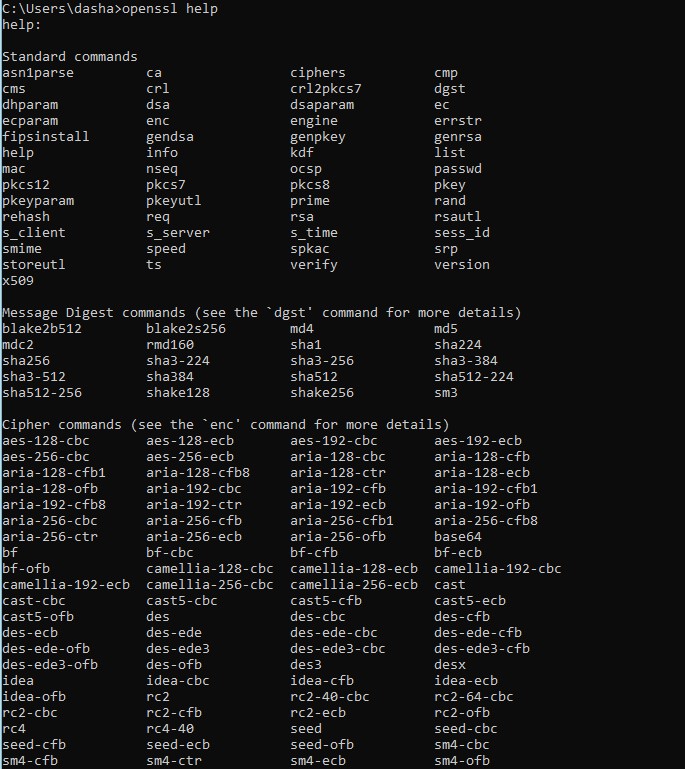 C:\Users\dasha>openssl help
help:
Standard commands
asn1parse ca ciphers cmp
cms crl crl2pkcs7 dgst
dhparam dsa dsaparam ec
ecparam enc engine errstr
fipsinstall gendsa genpkey genrsa
help info kdf list
mac nseq ocsp passwd
pkcs12 pkcs7 pkcs8 pkey
pkeyparam pkeyutl prime rand
rehash req rsa rsautl
s_client s_server s_time sess_id
smime speed spkac srp
storeutl ts verify version
x509
Message Digest commands (see the `dgst' command for more details)
blake2b512 blake2s256 md4 md5
mdc2 rmd160 sha1 sha224
sha256 sha3-224 sha3-256 sha3-384
sha3-512 sha384 sha512 sha512-224
sha512-256 shake128 shake256 sm3
Cipher commands (see the `enc' command for more details)
aes-128-cbc aes-128-ecb aes-192-cbc aes-192-ecb
aes-256-cbc aes-256-ecb aria-128-cbc aria-128-cfb
aria-128-cfb1 aria-128-cfb8 aria-128-ctr aria-128-ecb
aria-128-ofb aria-192-cbc aria-192-cfb aria-192-cfb1
aria-192-cfb8 aria-192-ctr aria-192-ecb aria-192-ofb
aria-256-cbc aria-256-cfb aria-256-cfb1 aria-256-cfb8
aria-256-ctr aria-256-ecb aria-256-ofb base64
bf bf-cbc bf-cfb bf-ecb
bf-ofb camellia-128-cbc camellia-128-ecb camellia-192-cbc
camellia-192-ecb camellia-256-cbc camellia-256-ecb cast
cast-cbc cast5-cbc cast5-cfb cast5-ecb
cast5-ofb des des-cbc des-cfb
des-ecb des-ede des-ede-cbc des-ede-cfb
des-ede-ofb des-ede3 des-ede3-cbc des-ede3-cfb
des-ede3-ofb des-ofb des3 desx
idea idea-cbc idea-cfb idea-ecb
idea-ofb rc2 rc2-40-cbc rc2-64-cbc
rc2-cbc rc2-cfb rc2-ecb rc2-ofb
rc4 rc4-40 seed seed-cbc
seed-cfb seed-ecb seed-ofb sm4-cbc
sm4-cfb sm4-ctr sm4-ecb sm4-ofb